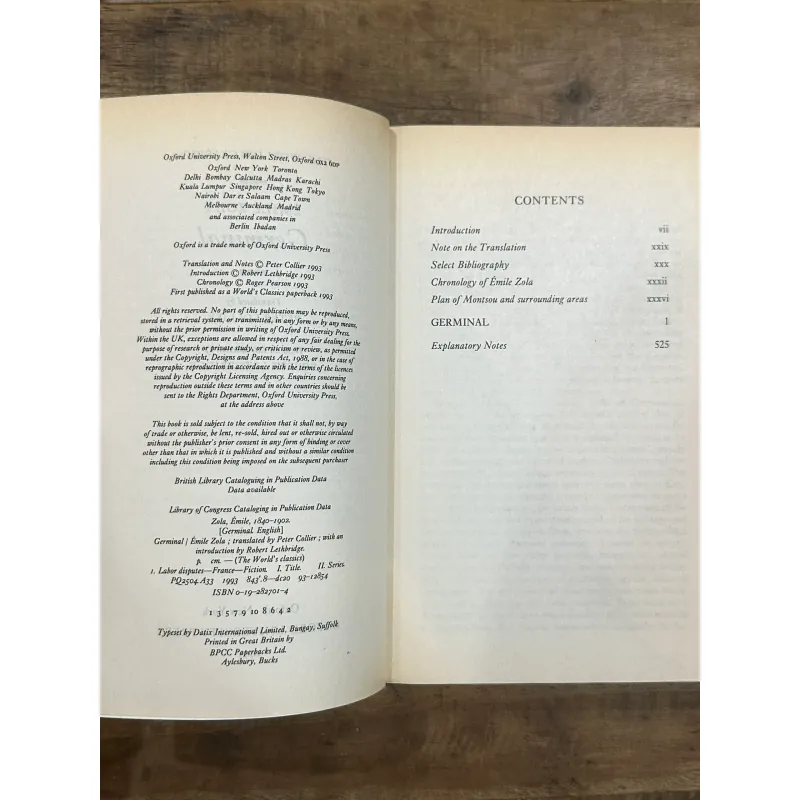 Oxford University Press, Walton Street, Oxford OX2 6DP
Oxford New York Toronto
Delhi Bombay Calcutta Madras Karachi
Kuala Lumpur Singapore Hong Kong Tokyo
Nairobi Dar es Salaam Cape Town
Melbourne Auckland Madrid
and associated companies in
Berlin Ibadan
Oxford is a trade mark of Oxford University Press
Translation and Notes © Peter Collier 1993
Introduction © Robert Lethbridge 1993
Chronology © Roger Pearson 1993
First published as a World's Classics paperback 1993
All rights reserved. No part of this publication may be reproduced,
stored in a retrieval system, or transmitted, in any form or by any means,
without the prior permission in writing of Oxford University Press.
Within the UK, exceptions are allowed in respect of any fair dealing for the
purpose of research or private study, or criticism or review, as permitted
under the Copyright, Designs and Patents Act, 1988, or in the case of
reprographic reproduction in accordance with the terms of the licences
issued by the Copyright Licensing Agency. Enquiries concerning
reproduction outside these terms and in other countries should be
sent to the Rights Department, Oxford University Press,
at the address above
This book is sold subject to the condition that it shall not, by way
of trade or otherwise, be lent, re-sold, hired out or otherwise circulated
without the publisher's prior consent in any form of binding or cover
other than that in which it is published and without a similar condition
including this condition being imposed on the subsequent purchaser
British Library Cataloguing in Publication Data
Data available
Library of Congress Cataloging in Publication Data
Zola, Émile, 1840–1902.
[Germinal. English]
Germinal / Émile Zola ; translated by Peter Collier ; with an
introduction by Robert Lethbridge.
p. cm. — (The World's classics)
1. Labor disputes—France—Fiction. I. Title. II. Series.
PQ2504.A33 1993 843'.8—dc20 93-12854
ISBN 0-19-282701-4
1 3 5 7 9 10 8 6 4 2
Typeset by Datix International Limited, Bungay, Suffolk
Printed in Great Britain by
BPCC Paperbacks Ltd.
Aylesbury, Bucks
CONTENTS
Introduction vii
Note on the Translation xxix
Select Bibliography xxx
Chronology of Émile Zola xxxii
Plan of Montsou and surrounding areas xxxvi
GERMINAL 1
Explanatory Notes 525